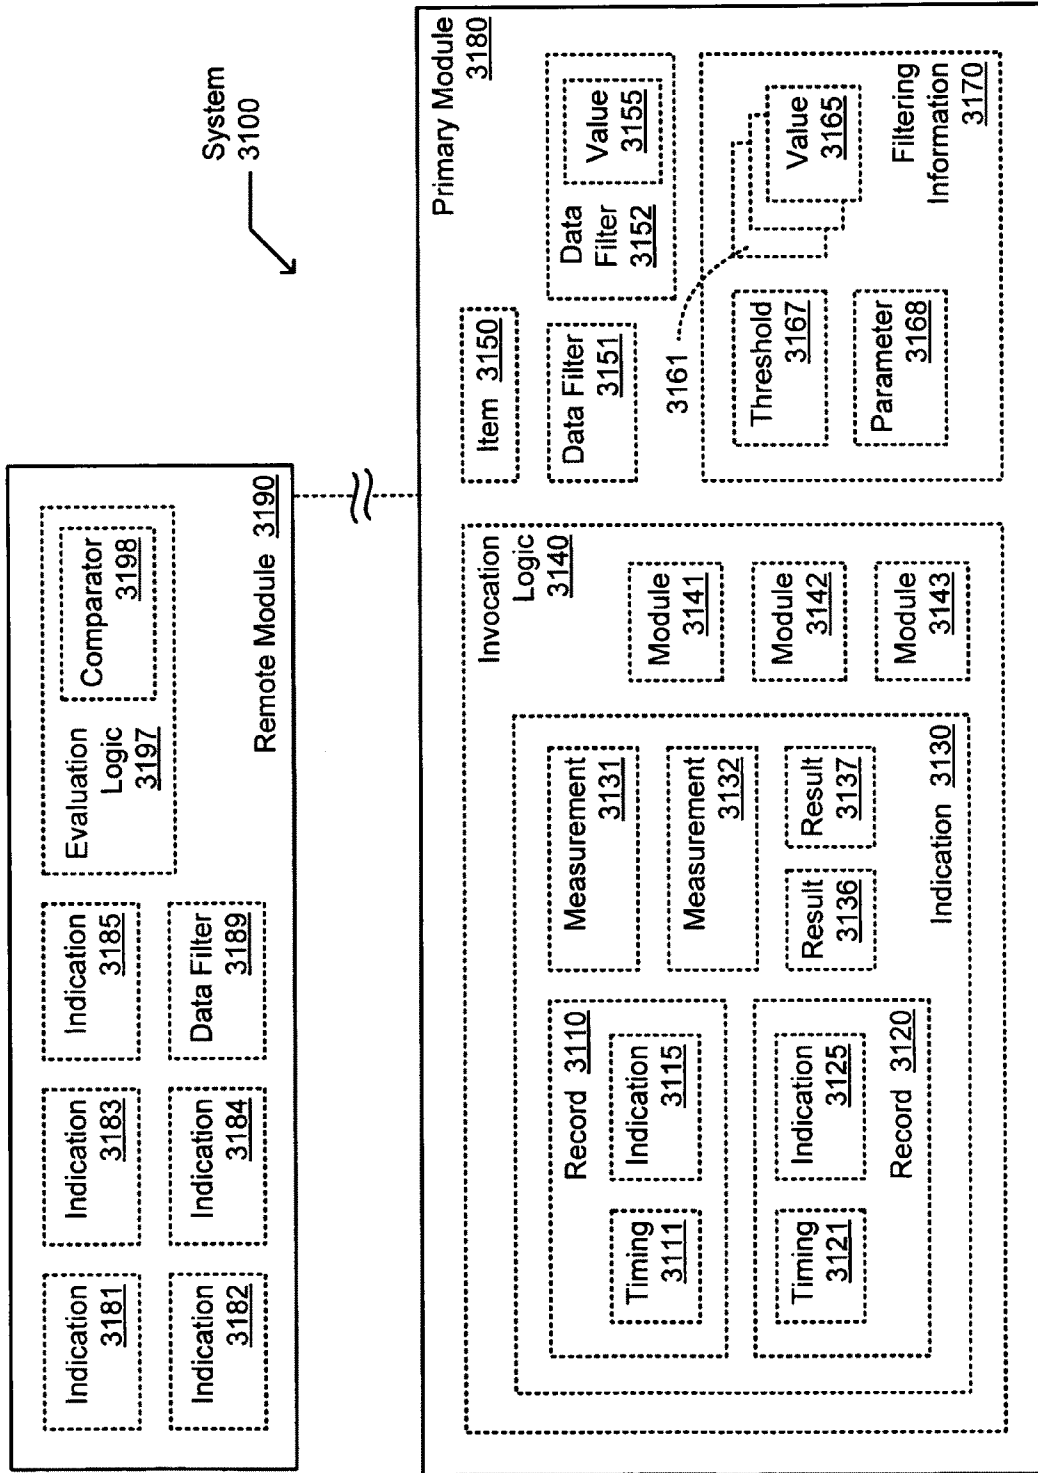 System
3100
Indication
3181
Indication
3183
Indication
3185
Evaluation
Logic
3197
Comparator
3198
Indication
3182
Indication
3184
Data Filter
3189
Remote Module 3190
Primary Module
3180
Invocation
Logic
3140
Record 3110
Timing
3111
Indication
3115
Timing
3121
Indication
3125
Record 3120
Measurement
3131
Measurement
3132
Result
3136
Result
3137
Indication 3130
Module
3141
Module
3142
Module
3143
Item 3150
Data Filter
3151
Data
Filter
3152
Value
3155
3161
Threshold
3167
Parameter
3168
Value
3165
Filtering
Information
3170